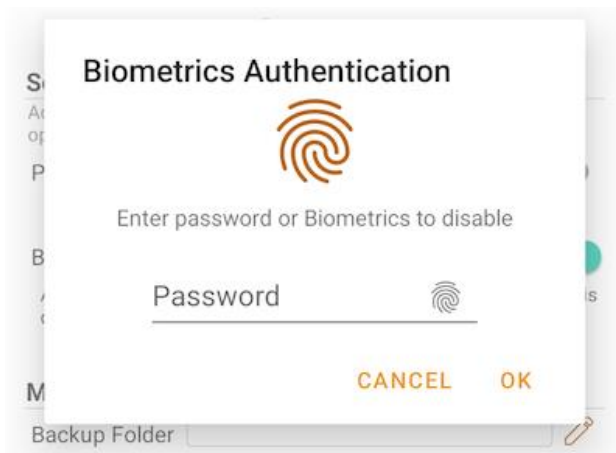 Biometrics Authentication
Enter password or Biometrics to disable
Password
CANCEL OK
Backup Folder